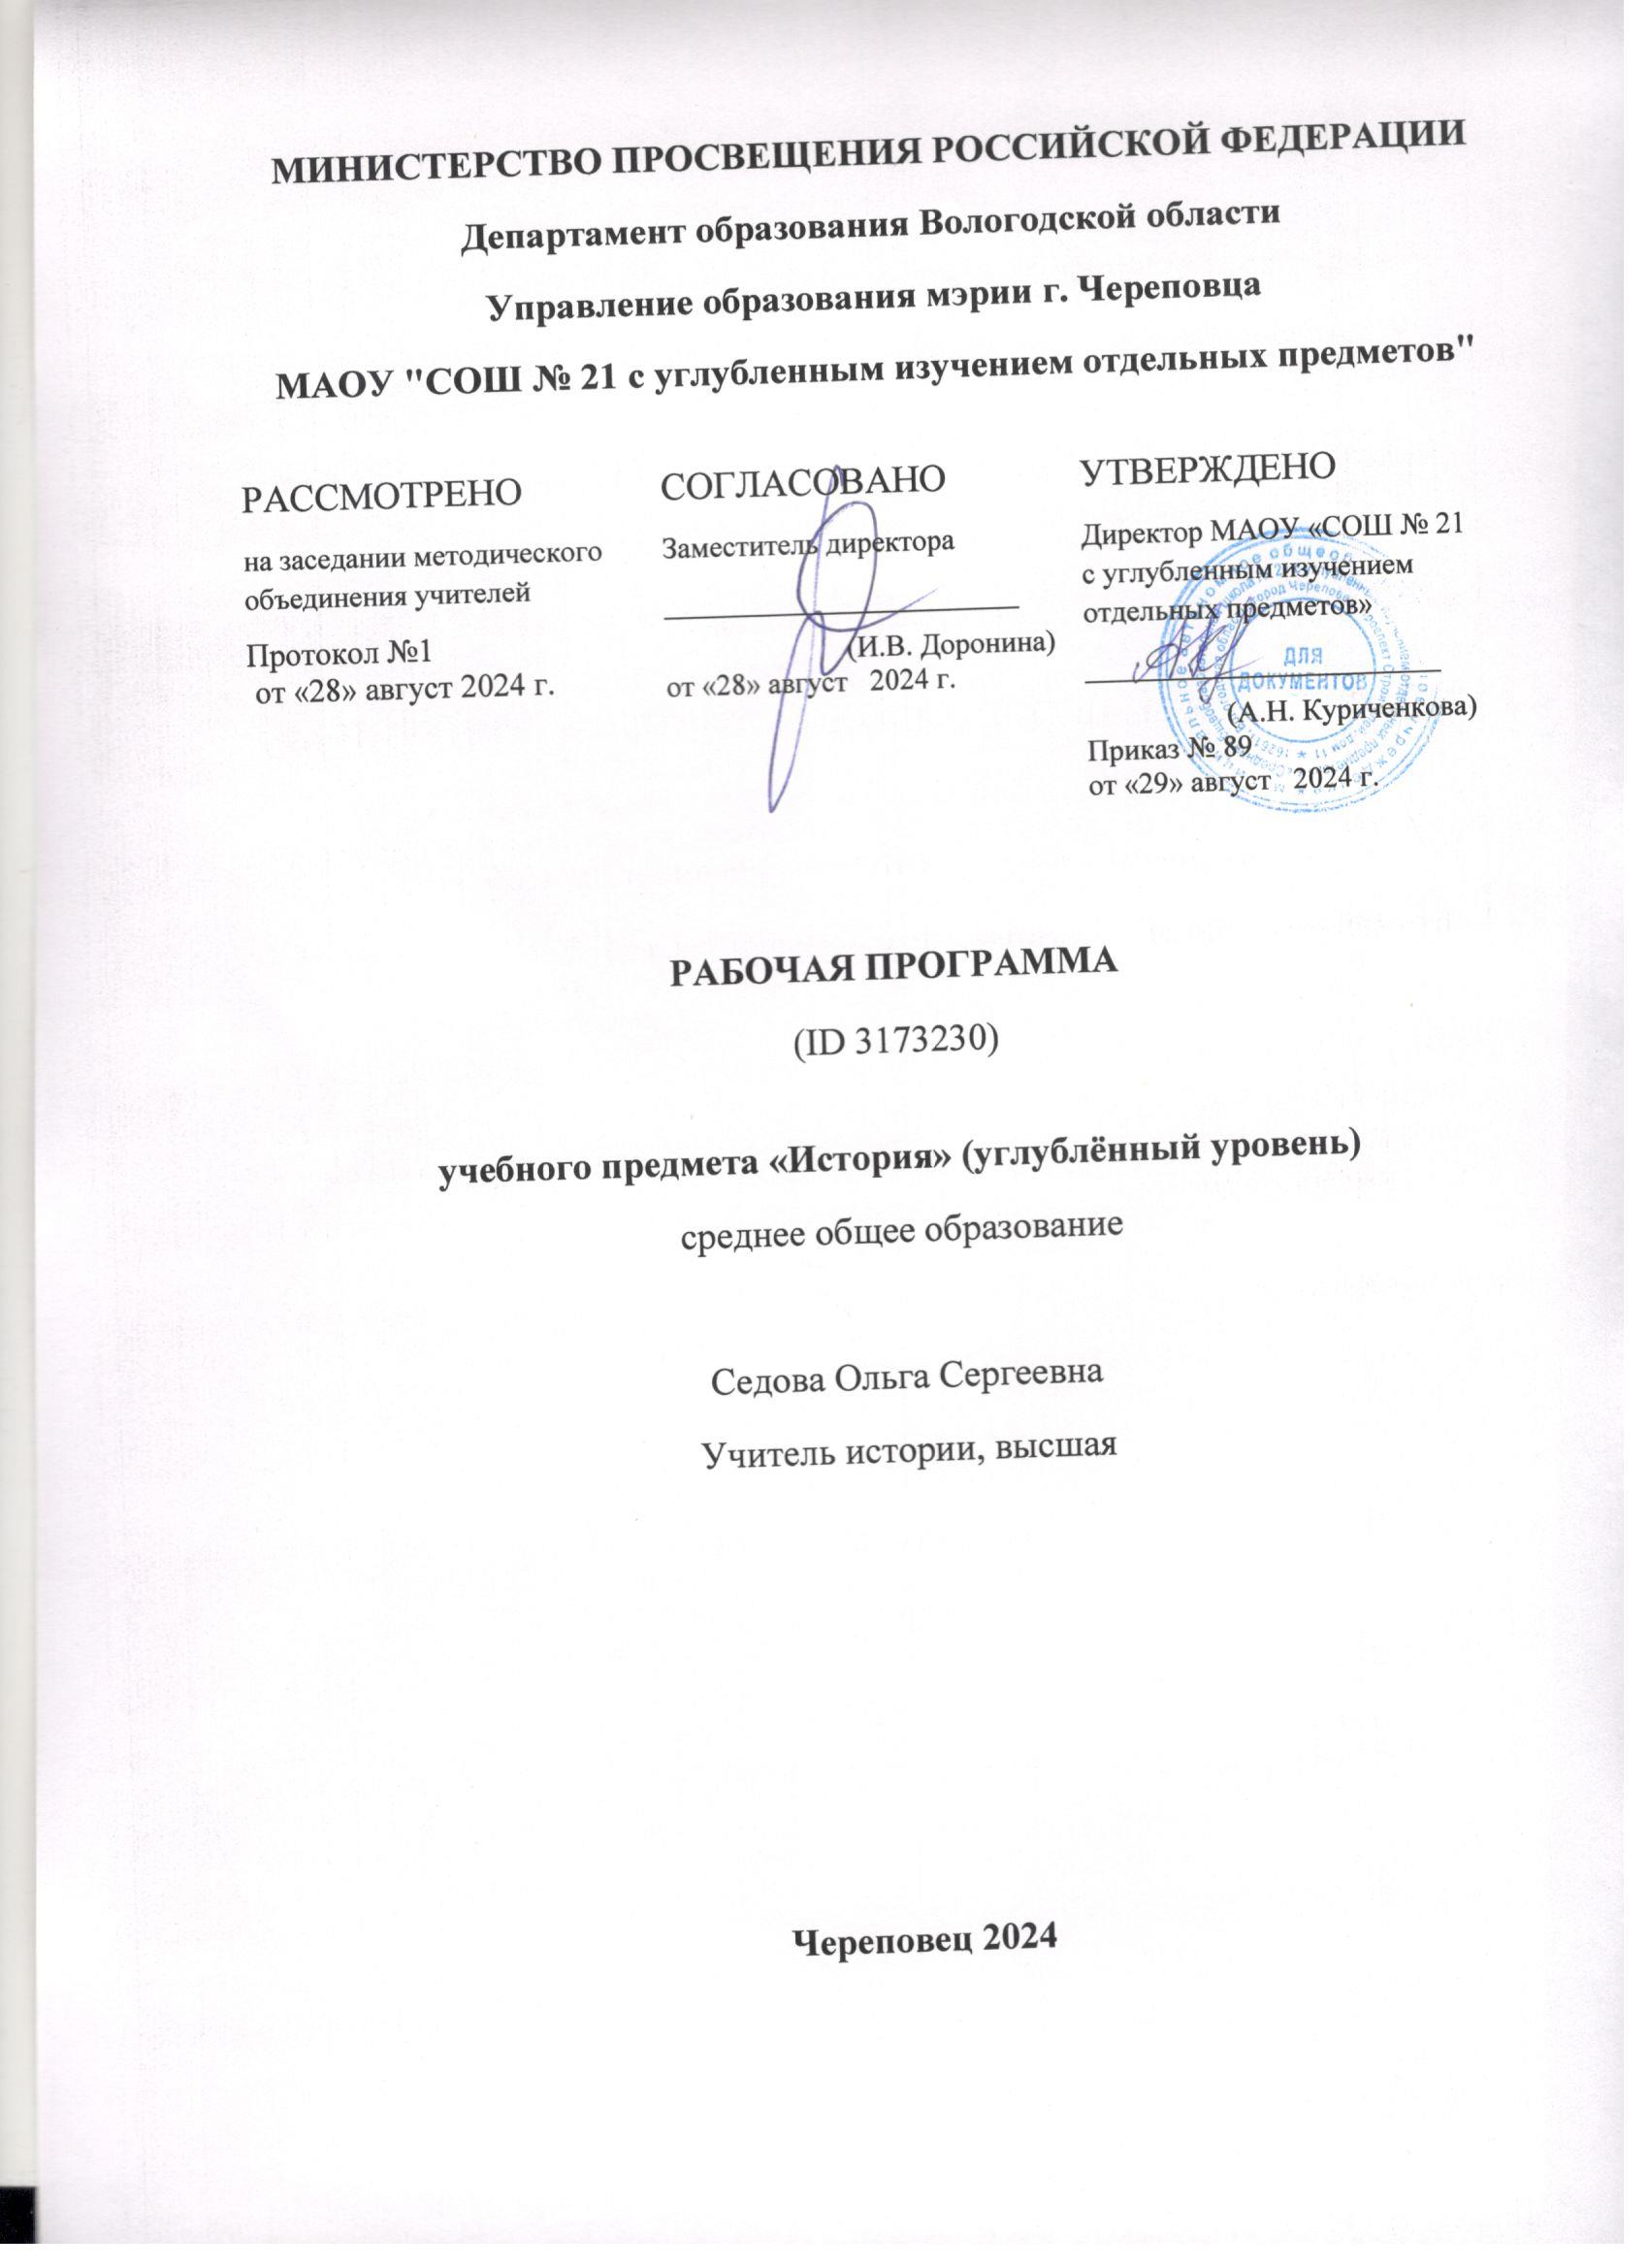 МИНИСТЕРСТВО ПРОСВЕЩЕНИЯ РОССИЙСКОЙ ФЕДЕРАЦИИ
Департамент образования Вологодской области
Управление образования мэрии г. Череповца
МАОУ "СОШ № 21 с углубленным изучением отдельных предметов"
РАССМОТРЕНО
на заседании методического
объединения учителей
Протокол №1
от «28» август 2024 г.
СОГЛАСОВАНО
Заместитель директора
(И.В. Доронина)
от «28» август 2024 г.
УТВЕРЖДЕНО
Директор МАОУ «СОШ № 21
с углубленным изучением
отдельных предметов»
ДЛЯ
ДОКУМЕНТОВ
(А.Н. Куриченкова)
Приказ № 89
от «29» август 2024 г.
РАБОЧАЯ ПРОГРАММА
(ID 3173230)
учебного предмета «История» (углублённый уровень)
среднее общее образование
Седова Ольга Сергеевна
Учитель истории, высшая
Череповец 2024